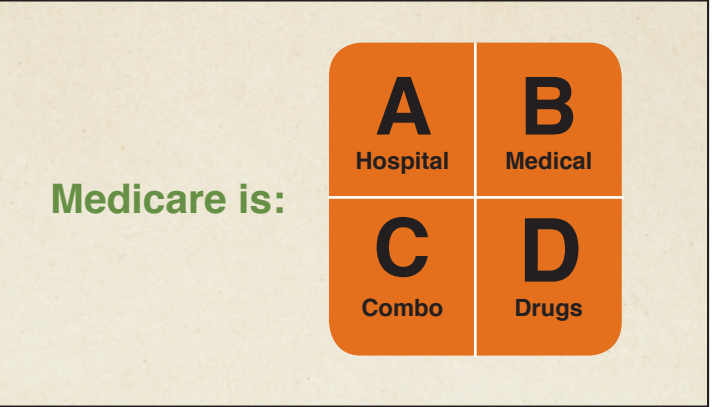 Medicare is:
A
Hospital
B
Medical
C
Combo
D
Drugs